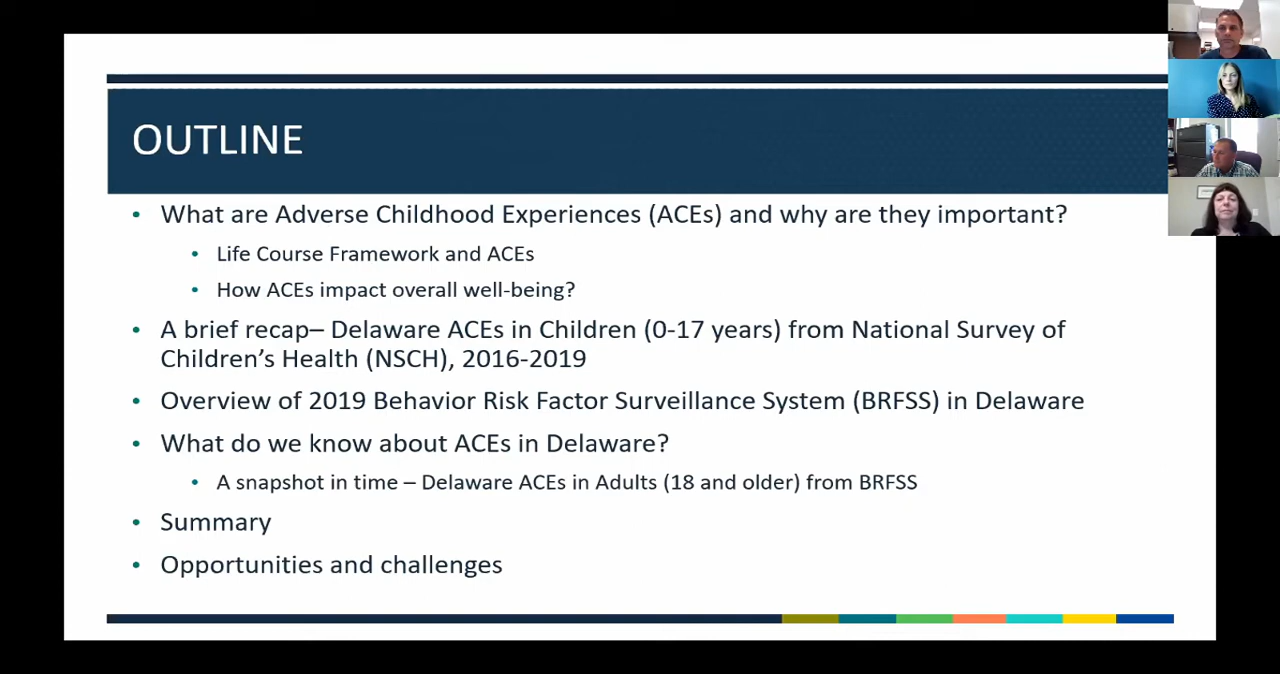 OUTLINE
• What are Adverse Childhood Experiences (ACEs) and why are they important?
• Life Course Framework and ACEs
• How ACEs impact overall well-being?
• A brief recap– Delaware ACEs in Children (0-17 years) from National Survey of
Children’s Health (NSCH), 2016-2019
• Overview of 2019 Behavior Risk Factor Surveillance System (BRFSS) in Delaware
• What do we know about ACEs in Delaware?
• A snapshot in time – Delaware ACEs in Adults (18 and older) from BRFSS
• Summary
• Opportunities and challenges